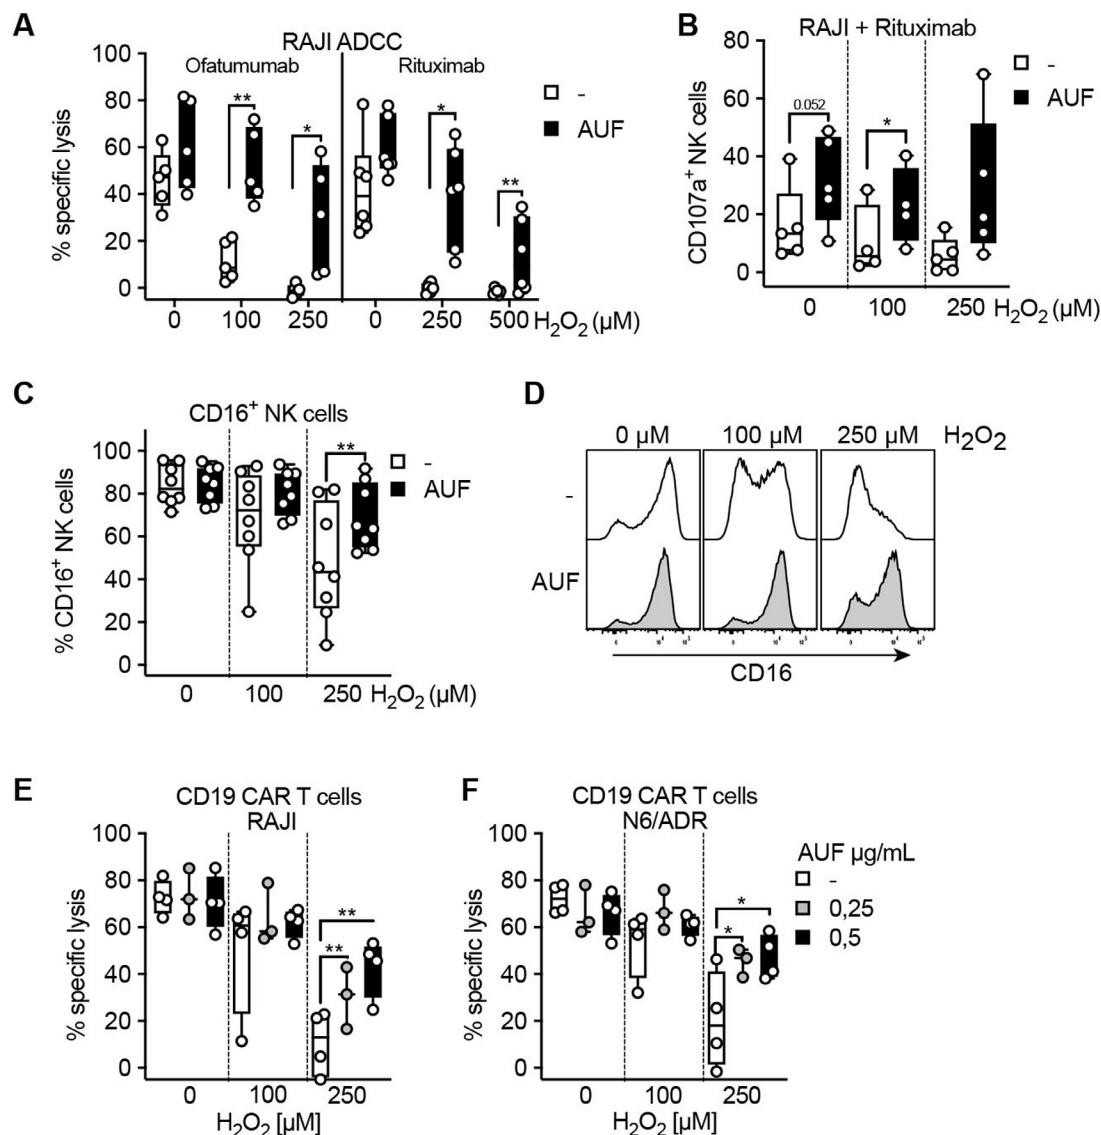 A
RAJI ADCC
Ofatumumab
Rituximab
% specific lysis
100
80
60
40
20
0
**
*
*
**
-
AUF
0
100
250
0
250
500
H₂O₂ (µM)
B
RAJI + Rituximab
CD107a⁺ NK cells
80
60
40
20
0
0.052
*
-
AUF
0
100
250
H₂O₂ (µM)
C
CD16⁺ NK cells
% CD16⁺ NK cells
100
80
60
40
20
0
**
-
AUF
0
100
250
H₂O₂ (µM)
D
0 µM
100 µM
250 µM
H₂O₂
-
AUF
CD16
E
CD19 CAR T cells
RAJI
% specific lysis
100
80
60
40
20
0
**
**
0
100
250
H₂O₂ [µM]
F
CD19 CAR T cells
N6/ADR
% specific lysis
100
80
60
40
20
0
*
*
0
100
250
H₂O₂ [µM]
AUF µg/mL
-
0,25
0,5